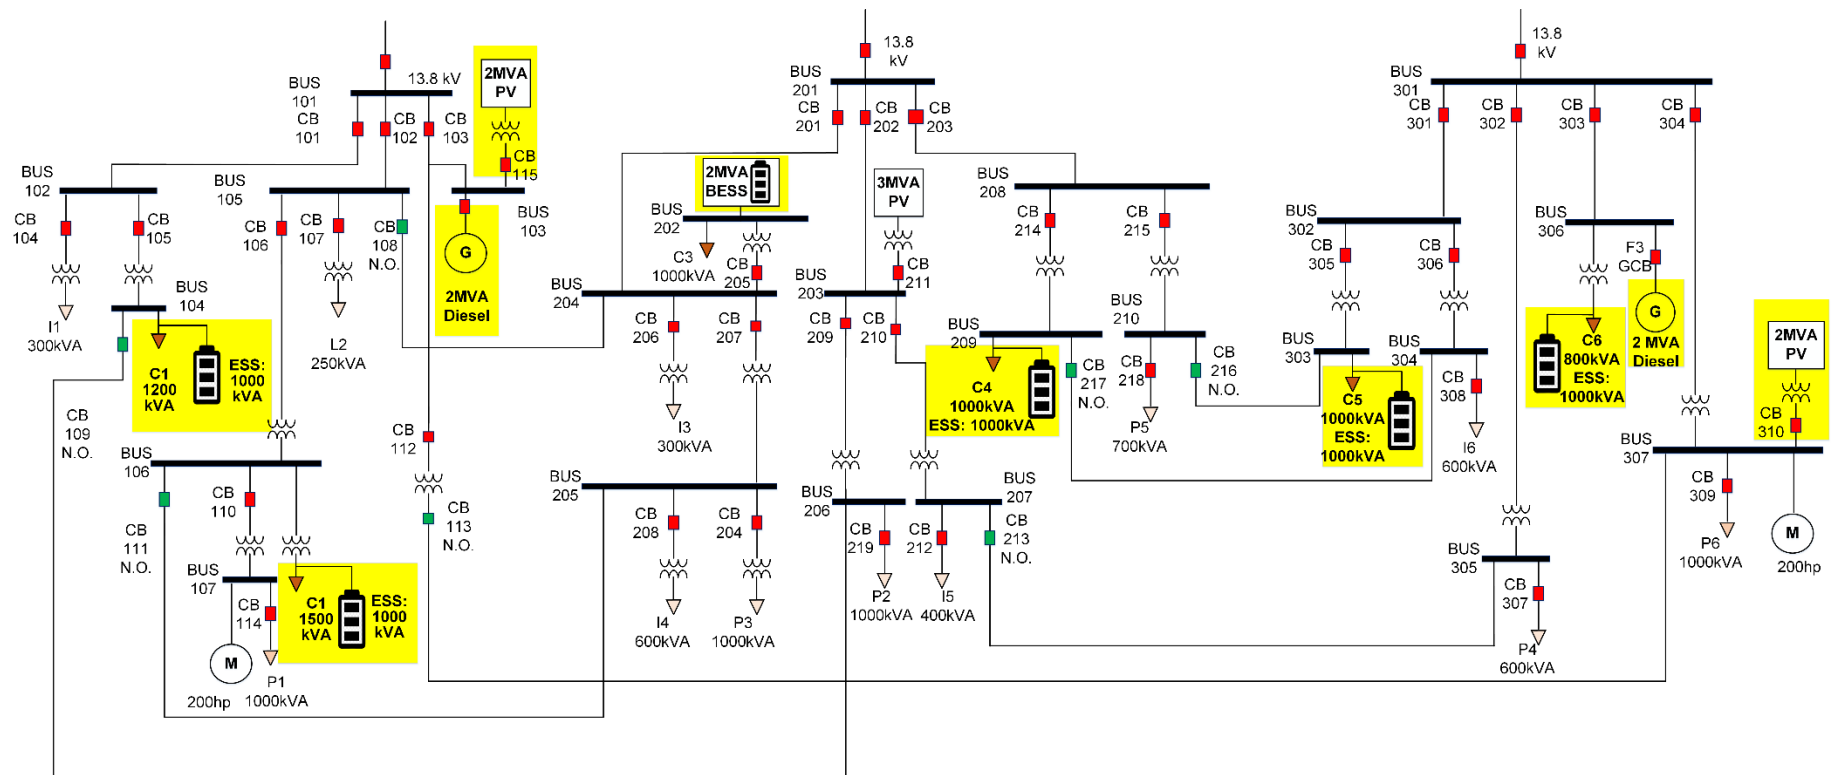 13.8 kV
BUS
101
CB
101
CB
102
CB
103
2MVA
PV
CB
115
BUS
102
CB
104
CB
105
BUS
105
CB
106
CB
107
CB
108
N.O.
BUS
103
G
2MVA
Diesel
I1
300kVA
BUS
104
C1
1200
kVA
ESS:
1000
kVA
L2
250kVA
CB
109
N.O.
BUS
106
CB
111
N.O.
CB
110
CB
112
CB
113
N.O.
BUS
107
CB
114
M
200hp
P1
1000kVA
C1
1500
kVA
ESS:
1000
kVA
13.8
kV
BUS
201
CB
201
CB
202
CB
203
2MVA
BESS
BUS
202
C3
1000kVA
CB
205
BUS
204
CB
206
CB
207
I3
300kVA
BUS
205
CB
208
CB
204
I4
600kVA
P3
1000kVA
3MVA
PV
CB
211
BUS
203
CB
209
CB
210
BUS
206
CB
219
P2
1000kVA
BUS
207
CB
212
CB
213
N.O.
I5
400kVA
BUS
208
CB
214
CB
215
BUS
209
C4
1000kVA
ESS: 1000kVA
CB
217
N.O.
BUS
210
CB
218
CB
216
N.O.
P5
700kVA
13.8
kV
BUS
301
CB
301
CB
302
CB
303
CB
304
BUS
302
CB
305
CB
306
BUS
303
C5
1000kVA
ESS:
1000kVA
BUS
304
CB
308
I6
600kVA
BUS
305
CB
307
P4
600kVA
BUS
306
F3
GCB
G
2 MVA
Diesel
C6
800kVA
ESS:
1000kVA
2MVA
PV
CB
310
BUS
307
CB
309
P6
1000kVA
M
200hp